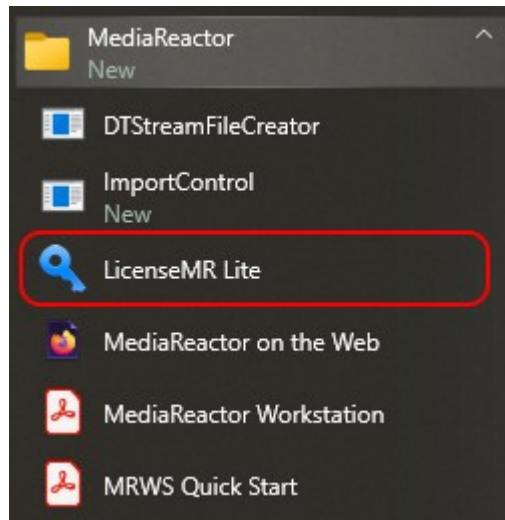 MediaReactor
New
DTStreamFileCreator
ImportControl
New
LicenseMR Lite
MediaReactor on the Web
MediaReactor Workstation
MRWS Quick Start